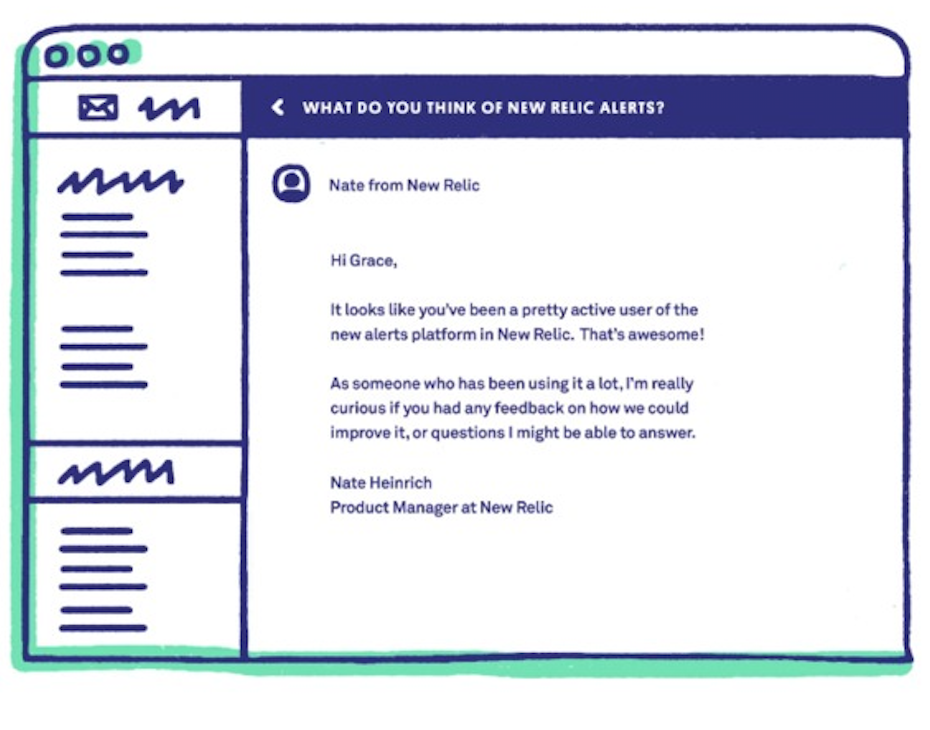 WHAT DO YOU THINK OF NEW RELIC ALERTS?
Nate from New Relic
Hi Grace,
It looks like you've been a pretty active user of the
new alerts platform in New Relic. That's awesome!
As someone who has been using it a lot, I'm really
curious if you had any feedback on how we could
improve it, or questions I might be able to answer.
Nate Heinrich
Product Manager at New Relic